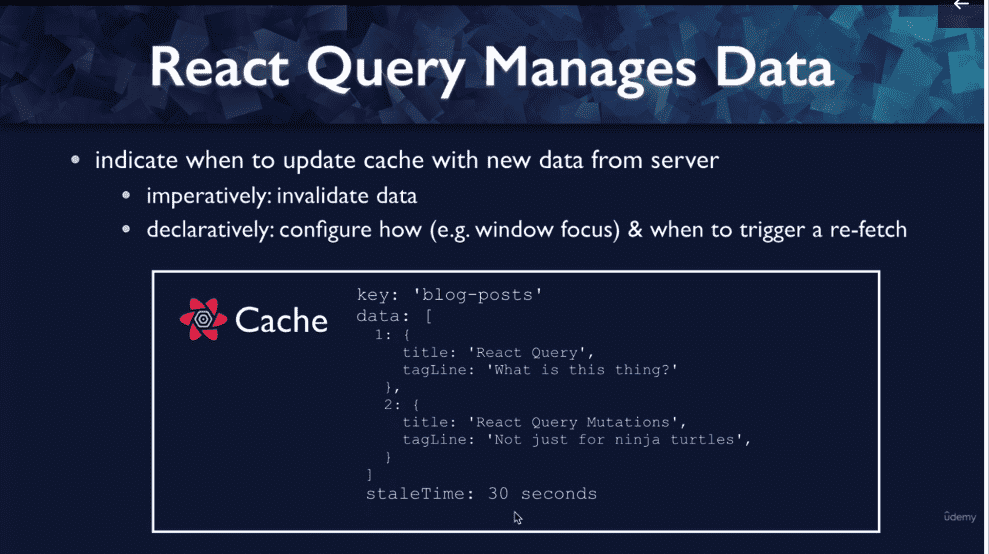 React Query Manages Data
indicate when to update cache with new data from server
imperatively: invalidate data
declaratively: configure how (e.g. window focus) & when to trigger a re-fetch
Cache
key: 'blog-posts'
data: [
1: {
title: 'React Query',
tagLine: 'What is this thing?'
},
2: {
title: 'React Query Mutations',
tagLine: 'Not just for ninja turtles',
}
]
staleTime: 30 seconds
udemy